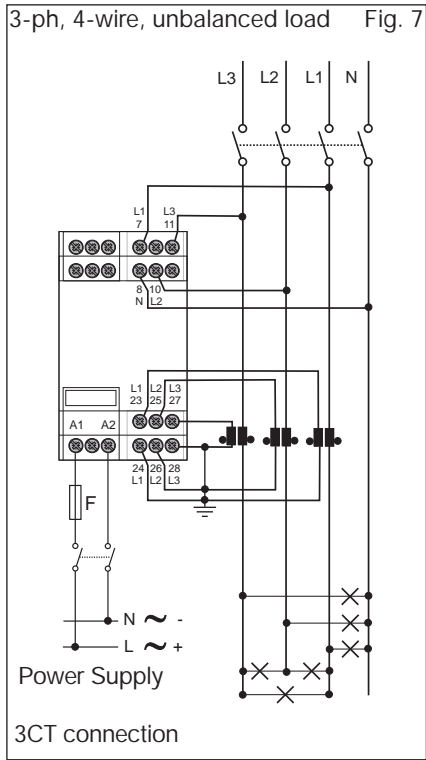 3-ph, 4-wire, unbalanced load Fig. 7
L3 L2 L1 N
L1 L3
7 11
8 10
N L2
L1 L2 L3
23 25 27
A1 A2
24 26 28
L1 L2 L3
F
N ~ -
L ~ +
Power Supply
3CT connection